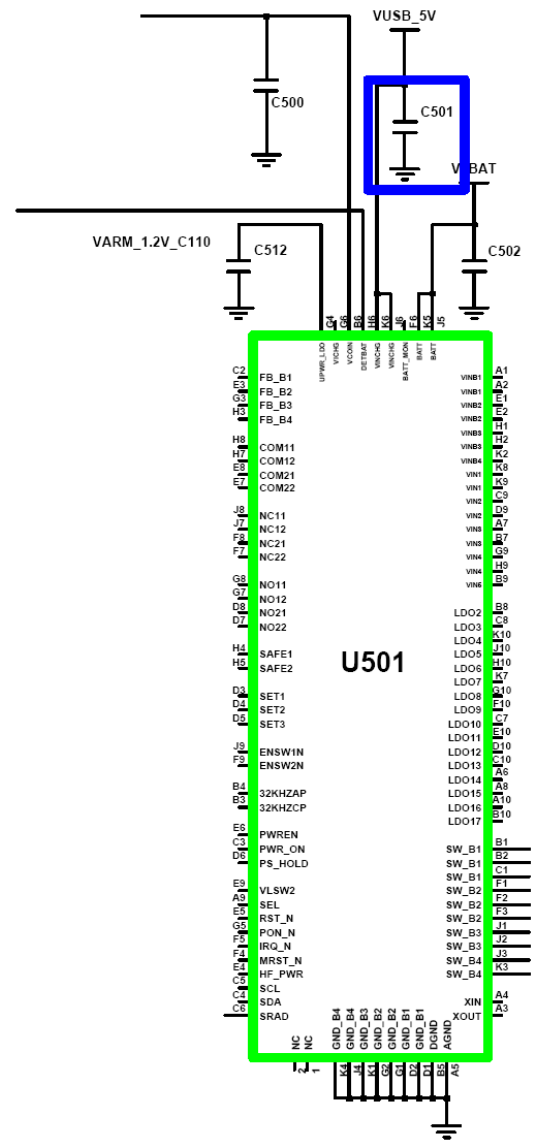 VUSB_5V
C500
C501
VBAT
VARM_1.2V_C110
C512
C502
G4 G6 B6 H6 K6 J6 F6 K5 J5
UPWR_LDO VICHG VCOIN DETBAT VINCHG VINCHG BATT_MON BATT BATT
C2 FB_B1
E3 FB_B2
G3 FB_B3
H3 FB_B4
H8 COM11
H7 COM12
E8 COM21
E7 COM22
J8 NC11
J7 NC12
F8 NC21
F7 NC22
G8 NO11
G7 NO12
D8 NO21
D7 NO22
H4 SAFE1
H5 SAFE2
D3 SET1
D4 SET2
D5 SET3
J9 ENSW1N
F9 ENSW2N
B4 32KHZAP
B3 32KHZCP
E6 PWREN
C3 PWR_ON
D6 PS_HOLD
E9 VLSW2
A9 SEL
E5 RST_N
G5 PON_N
F5 IRQ_N
F4 MRST_N
E4 HF_PWR
C5 SCL
C4 SDA
C6 SRAD
U501
VINB1 A1
VINB1 A2
VINB2 E1
VINB2 E2
VINB3 H1
VINB3 H2
VINB4 K2
VIN1 K8
VIN1 K9
VIN2 C9
VIN2 D9
VIN3 A7
VIN3 B7
VIN4 G9
VIN4 H9
VIN5 B9
LDO2 B8
LDO3 C8
LDO4 K10
LDO5 J10
LDO6 H10
LDO7 K7
LDO8 G10
LDO9 F10
LDO10 C7
LDO11 E10
LDO12 D10
LDO13 C10
LDO14 A6
LDO15 A8
LDO16 A10
LDO17 B10
SW_B1 B1
SW_B1 B2
SW_B1 C1
SW_B2 F1
SW_B2 F2
SW_B2 F3
SW_B3 J1
SW_B3 J2
SW_B4 J3
SW_B4 K3
XIN A4
XOUT A3
NC NC GND_B4 GND_B4 GND_B3 GND_B2 GND_B2 GND_B1 GND_B1 DGND AGND
2 1 K4 J4 K1 G2 G1 D2 D1 B5 A5